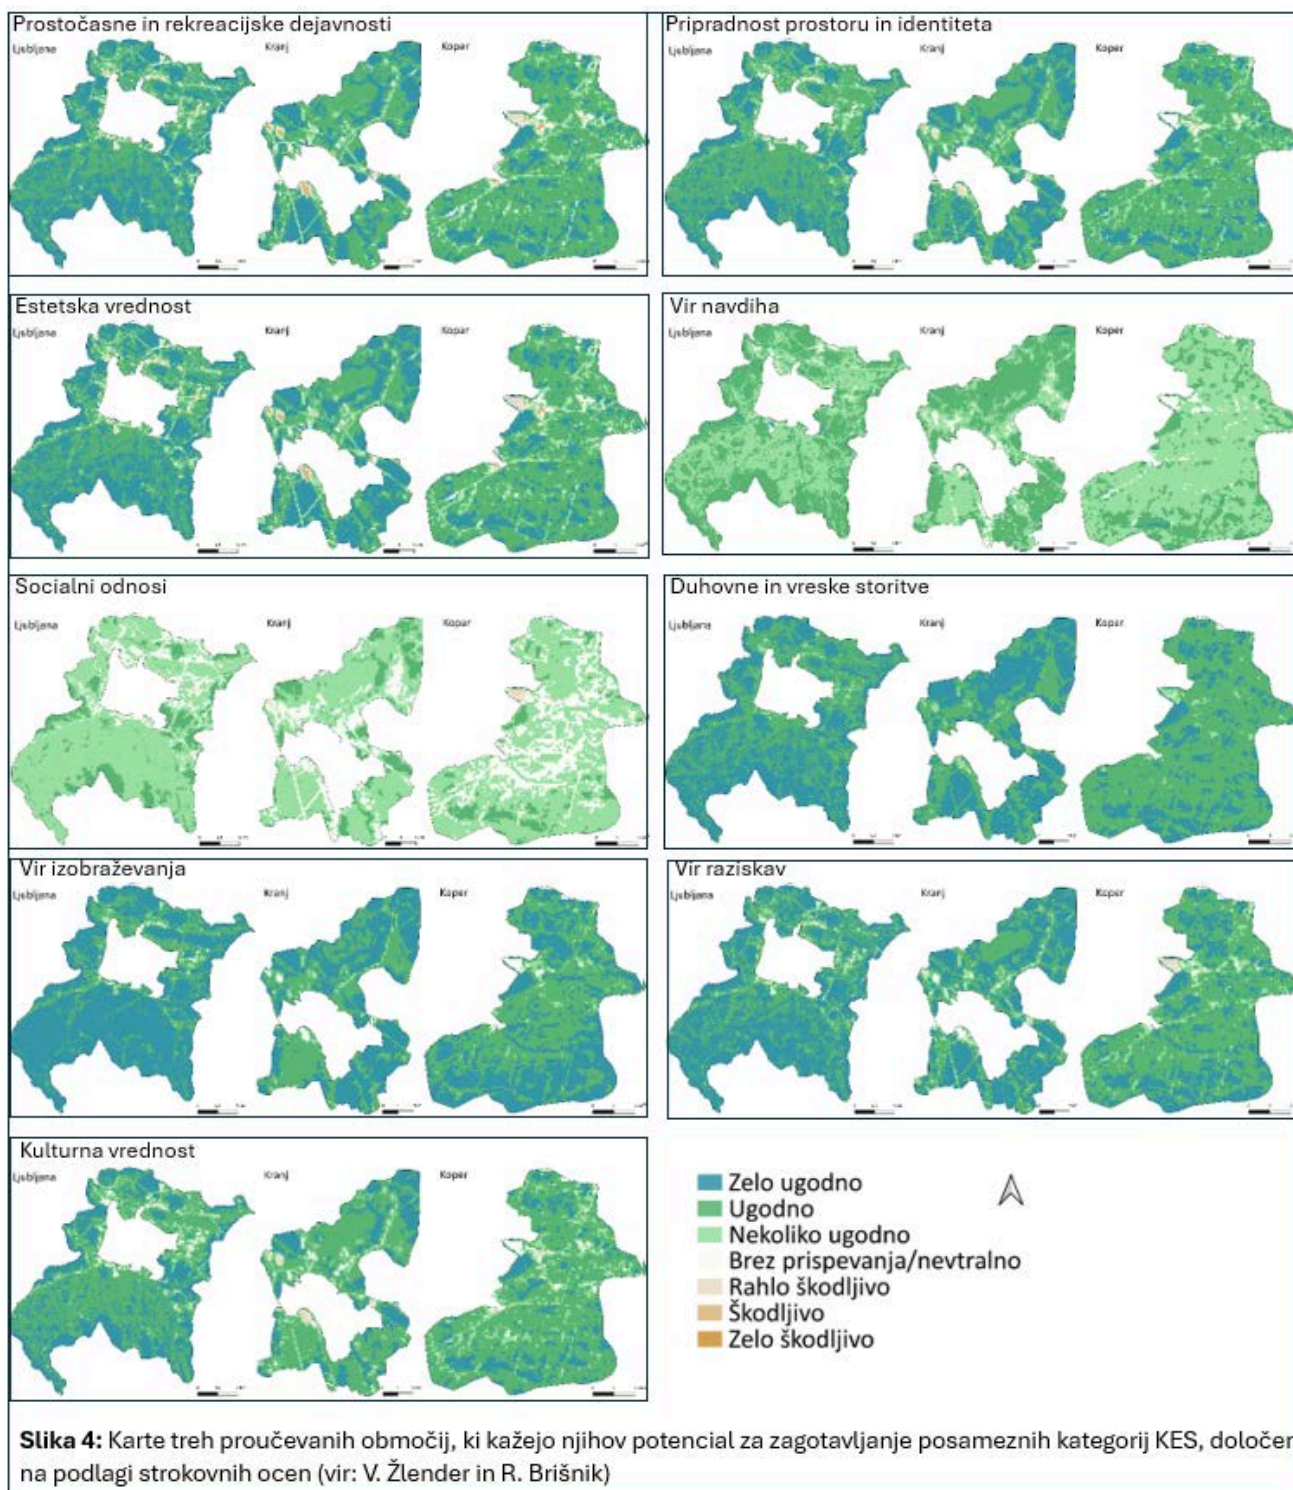 Prostočasne in rekreacijske dejavnosti
Ljubljana
Kranj
Koper
Pripradnost prostoru in identiteta
Ljubljana
Kranj
Koper
Estetska vrednost
Ljubljana
Kranj
Kopar
Vir navdiha
Ljubljana
Kranj
Koper
Socialni odnosi
Ljubljana
Kranj
Kopar
Duhovne in vreske storitve
Ljubljana
Kranj
Koper
Vir izobraževanja
Ljubljana
Kranj
Koper
Vir raziskav
Ljubljana
Kranj
Koper
Kulturna vrednost
Ljubljana
Kranj
Koper
Zelo ugodno
Ugodno
Nekoliko ugodno
Brez prispevanja/nevtralno
Rahlo škodljivo
Škodljivo
Zelo škodljivo
Slika 4: Karte treh proučevanih območij, ki kažejo njihov potencial za zagotavljanje posameznih kategorij KES, določen
na podlagi strokovnih ocen (vir: V. Žlender in R. Brišnik)